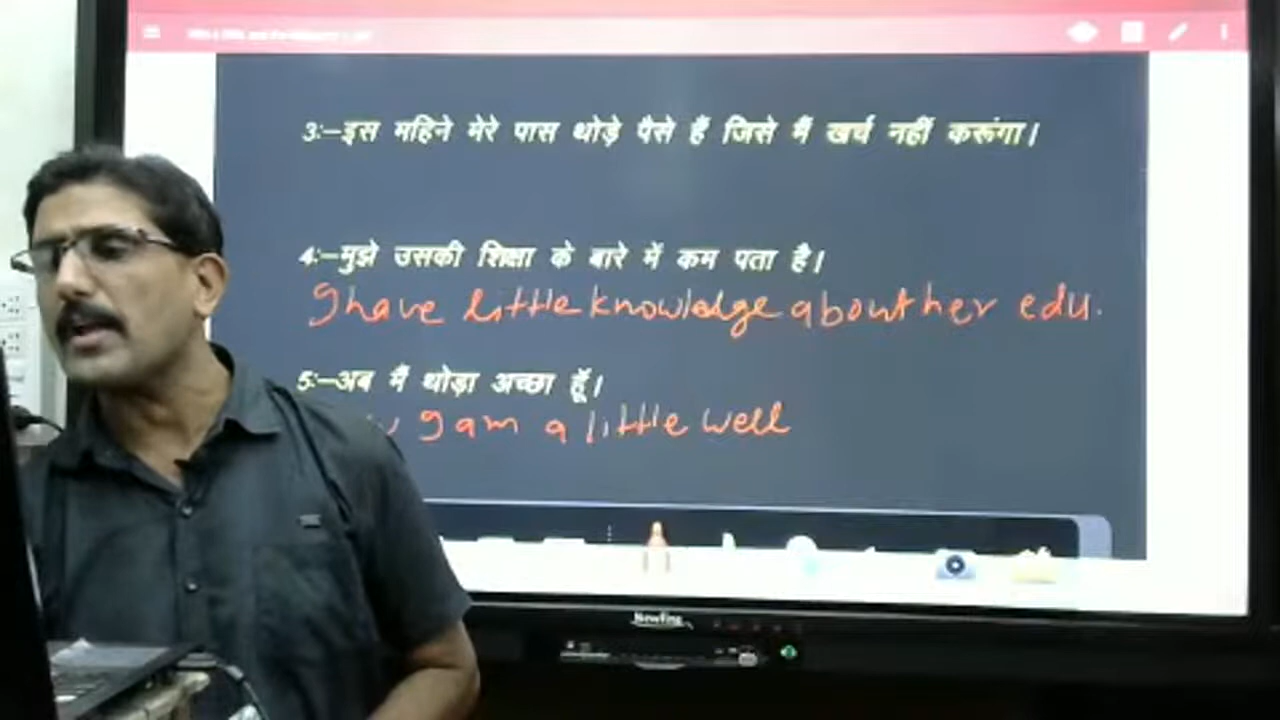 3:–इस महिने मेरे पास थोड़े पैसे हैं जिसे मैं खर्च नहीं करूंगा।
4:–मुझे उसकी शिक्षा के बारे में कम पता है।
I have little knowledge about her edu.
5:–अब मैं थोड़ा अच्छा हूँ।
I am a little well